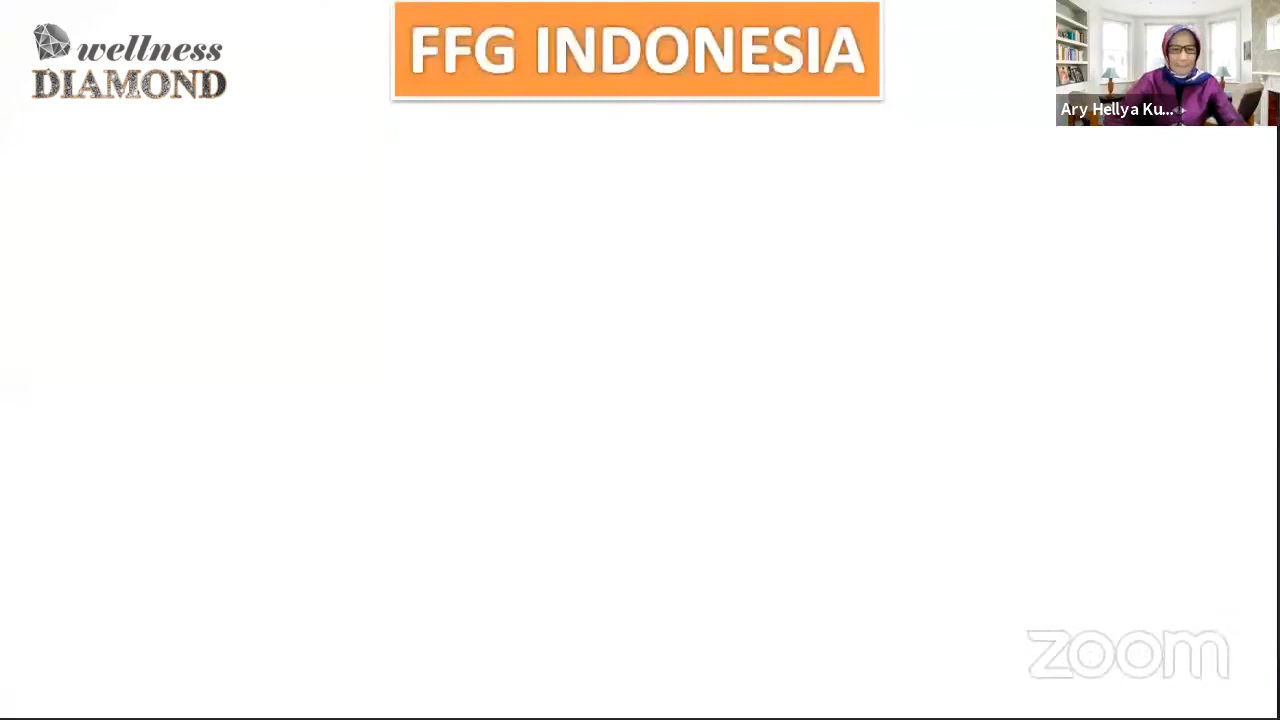 wellness
DIAMOND
FFG INDONESIA
Ary Hellya Ku...
zoom